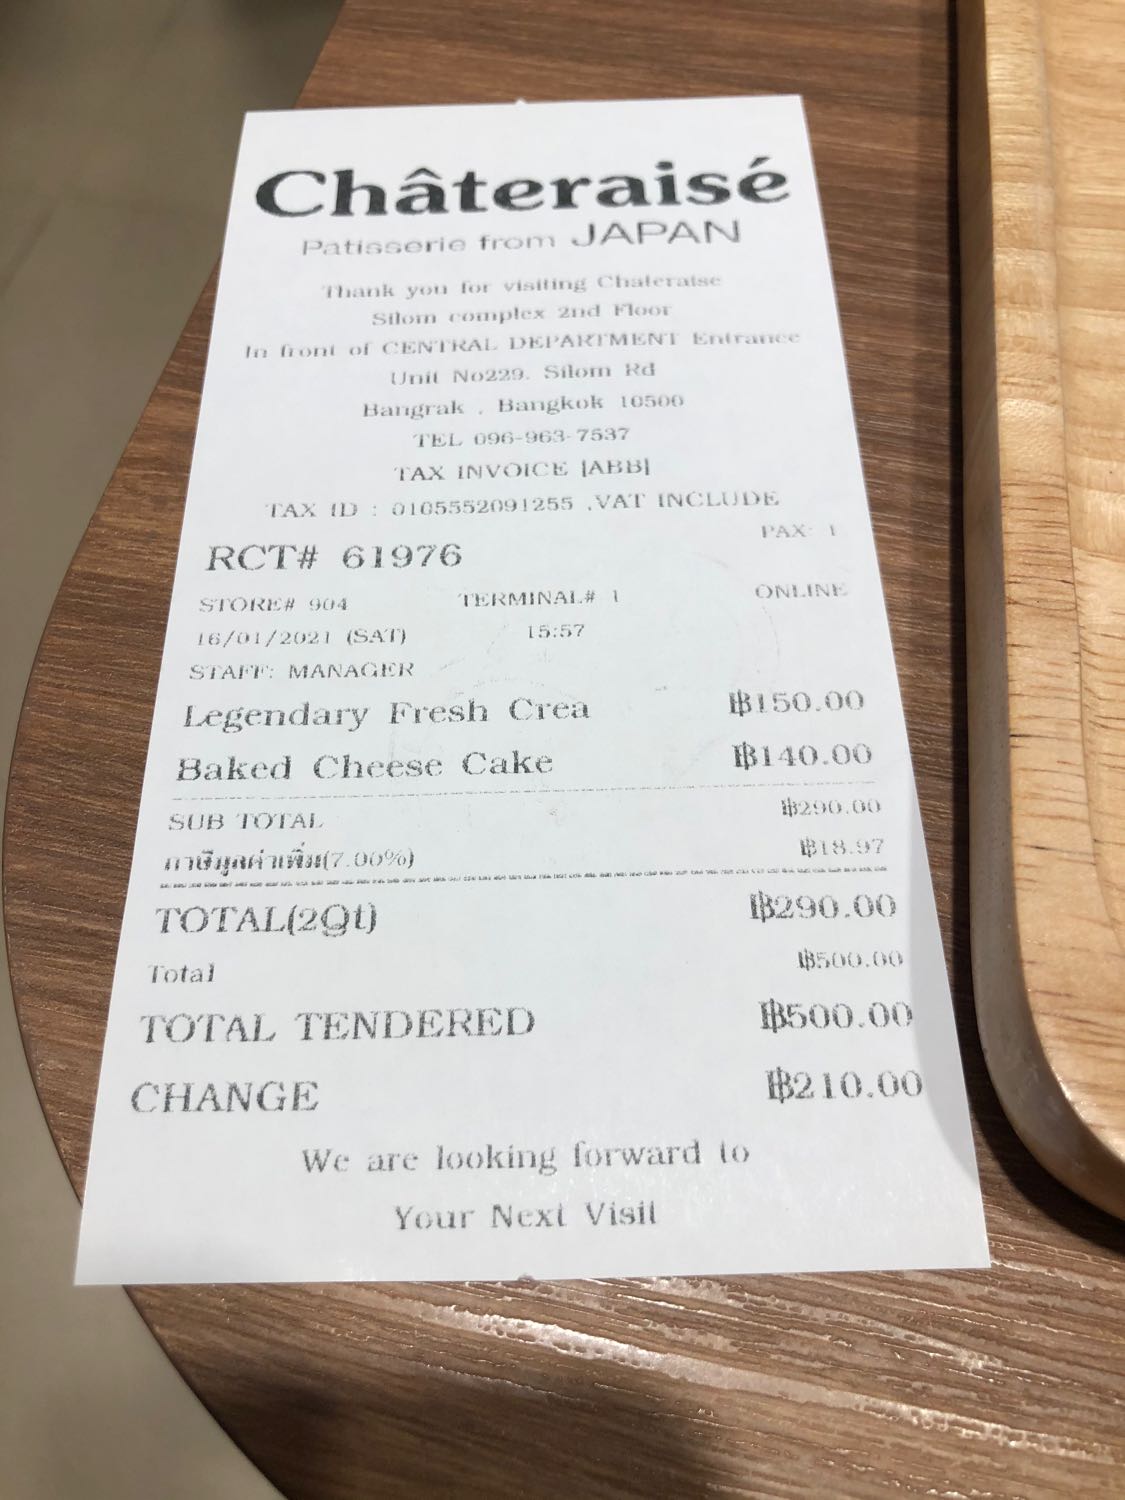 Châteraisé
Patisserie from JAPAN
Thank you for visiting Chateraise
Silom complex 2nd Floor
In front of CENTRAL DEPARTMENT Entrance
Unit No229. Silom Rd
Bangrak , Bangkok 10500
TEL 096-963-7537
TAX INVOICE [ABB]
TAX ID : 0105552091255 ,VAT INCLUDE
PAX: 1
RCT# 61976
STORE# 904 TERMINAL# 1 ONLINE
16/01/2021 (SAT) 15:57
STAFF: MANAGER
Legendary Fresh Crea ฿150.00
Baked Cheese Cake ฿140.00
SUB TOTAL ฿290.00
ภาษีมูลค่าเพิ่ม(7.00%) ฿18.97
TOTAL(2Qt) ฿290.00
Total ฿500.00
TOTAL TENDERED ฿500.00
CHANGE ฿210.00
We are looking forward to
Your Next Visit